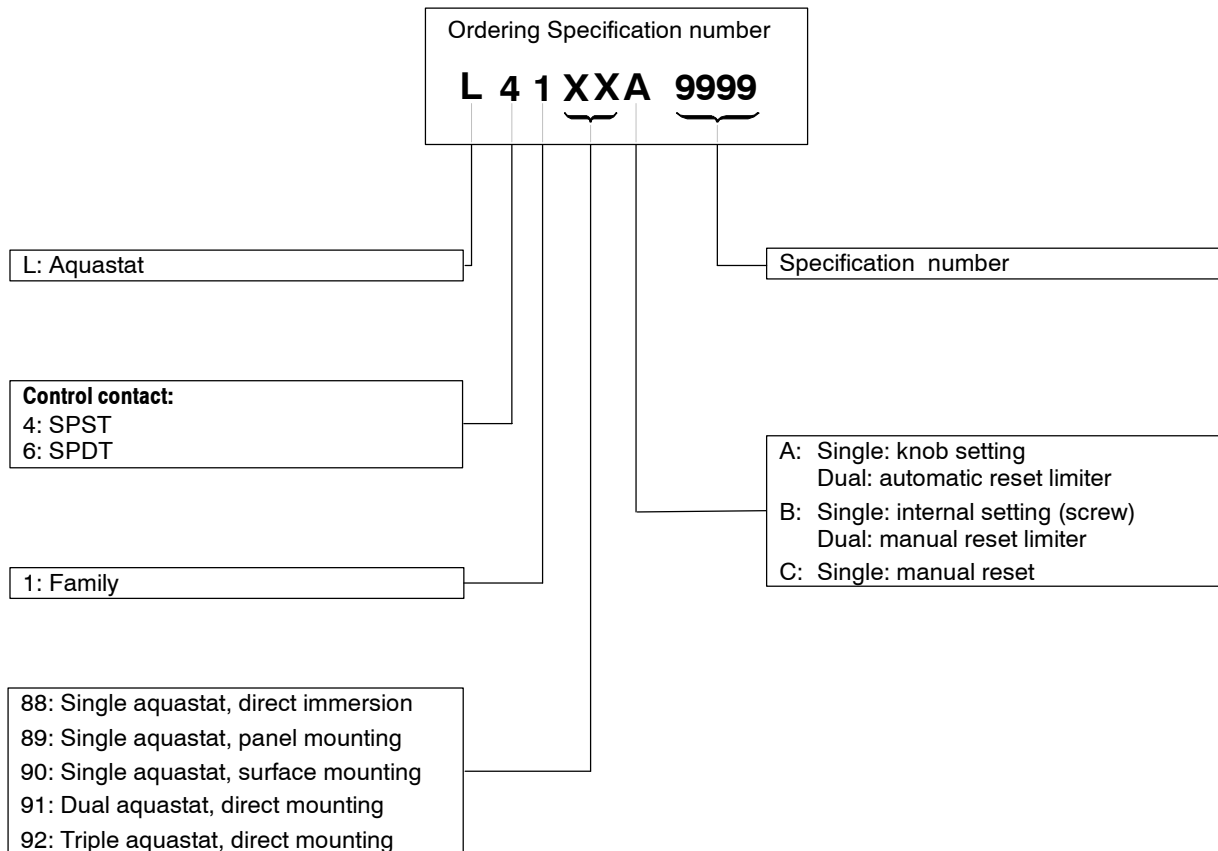 Ordering Specification number
L 4 1 XX A 9999
L: Aquastat
Specification number
Control contact:
4: SPST
6: SPDT
A: Single: knob setting
Dual: automatic reset limiter
B: Single: internal setting (screw)
Dual: manual reset limiter
C: Single: manual reset
1: Family
88: Single aquastat, direct immersion
89: Single aquastat, panel mounting
90: Single aquastat, surface mounting
91: Dual aquastat, direct mounting
92: Triple aquastat, direct mounting